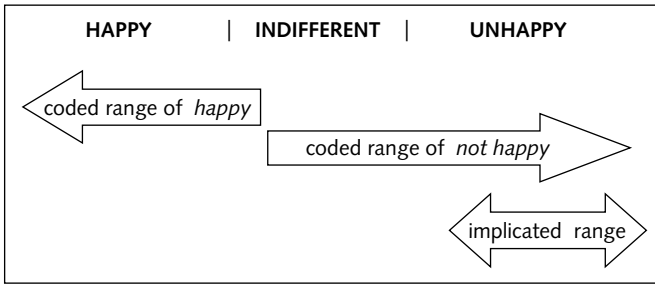 HAPPY | INDIFFERENT | UNHAPPY
coded range of happy
coded range of not happy
implicated range